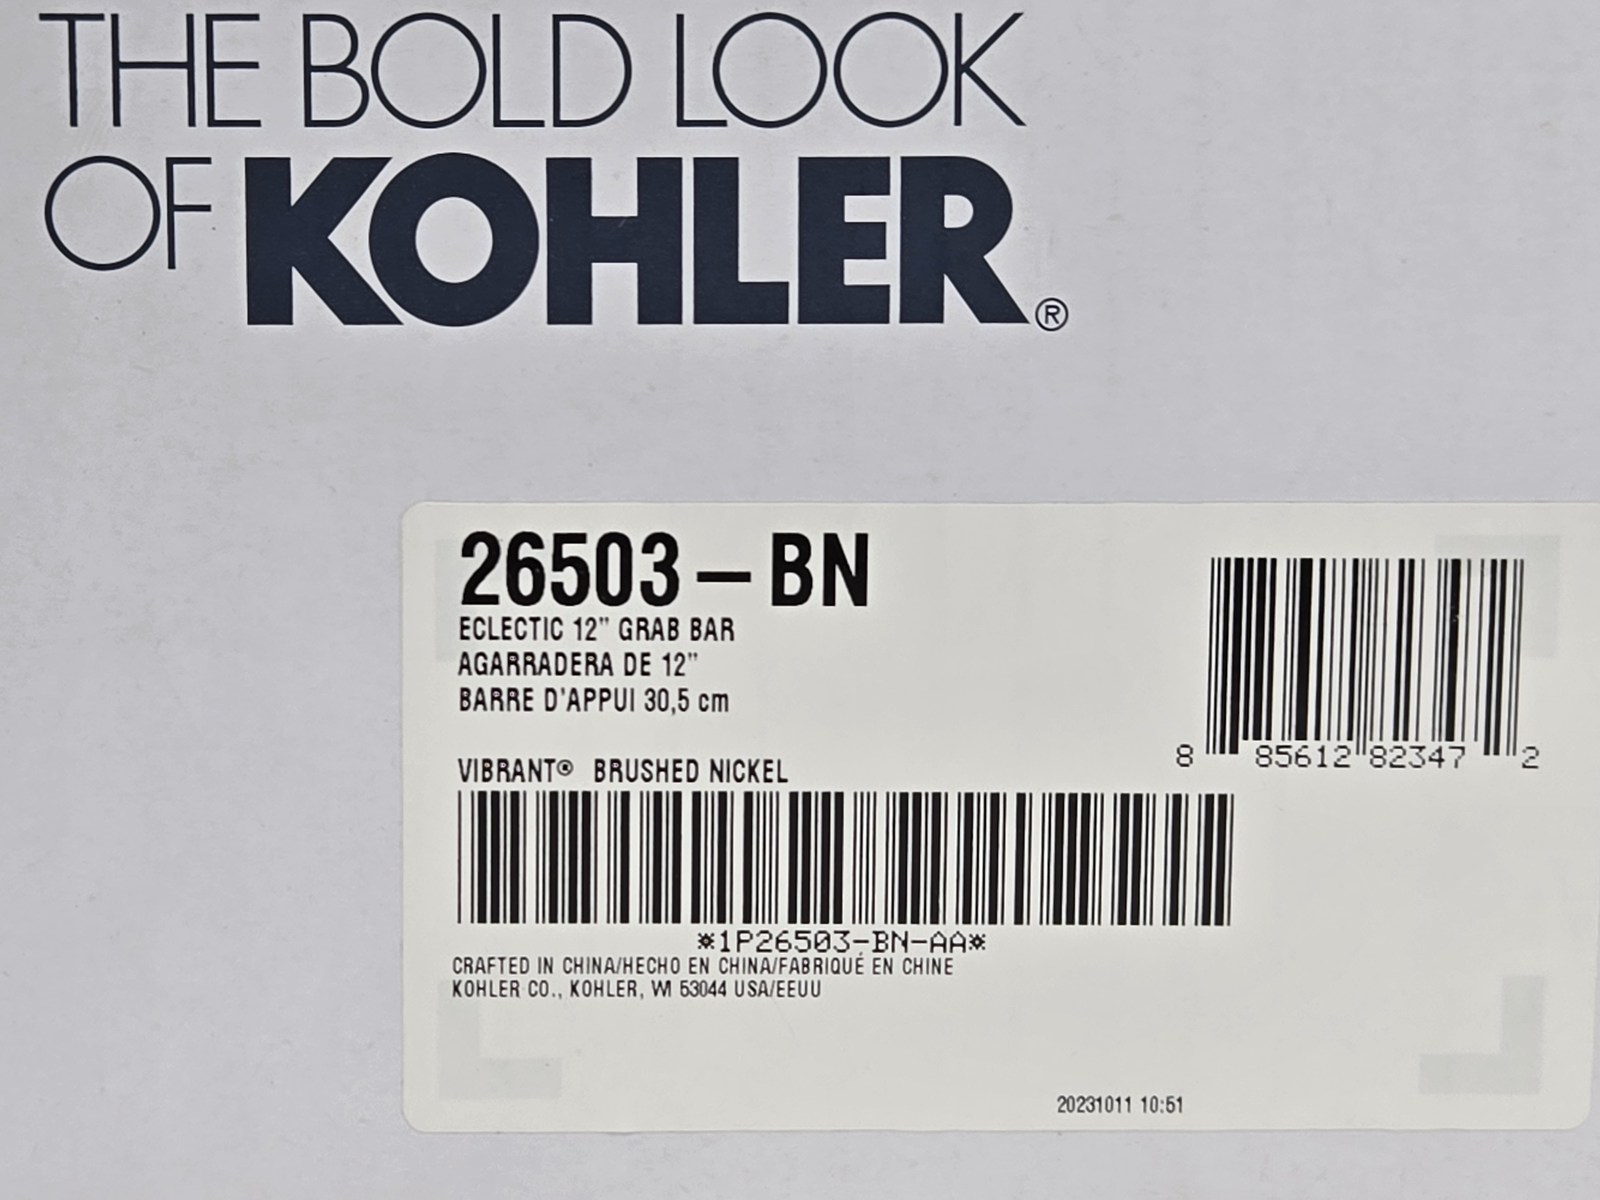 THE BOLD LOOK
OF KOHLER®
26503-BN
ECLECTIC 12" GRAB BAR
AGARRADERA DE 12"
BARRE D'APPUI 30,5 cm
VIBRANT® BRUSHED NICKEL
8 85612 82347 2
*1P26503-BN-AA*
CRAFTED IN CHINA/HECHO EN CHINA/FABRIQUÉ EN CHINE
KOHLER CO., KOHLER, WI 53044 USA/EEUU
20231011 10:51